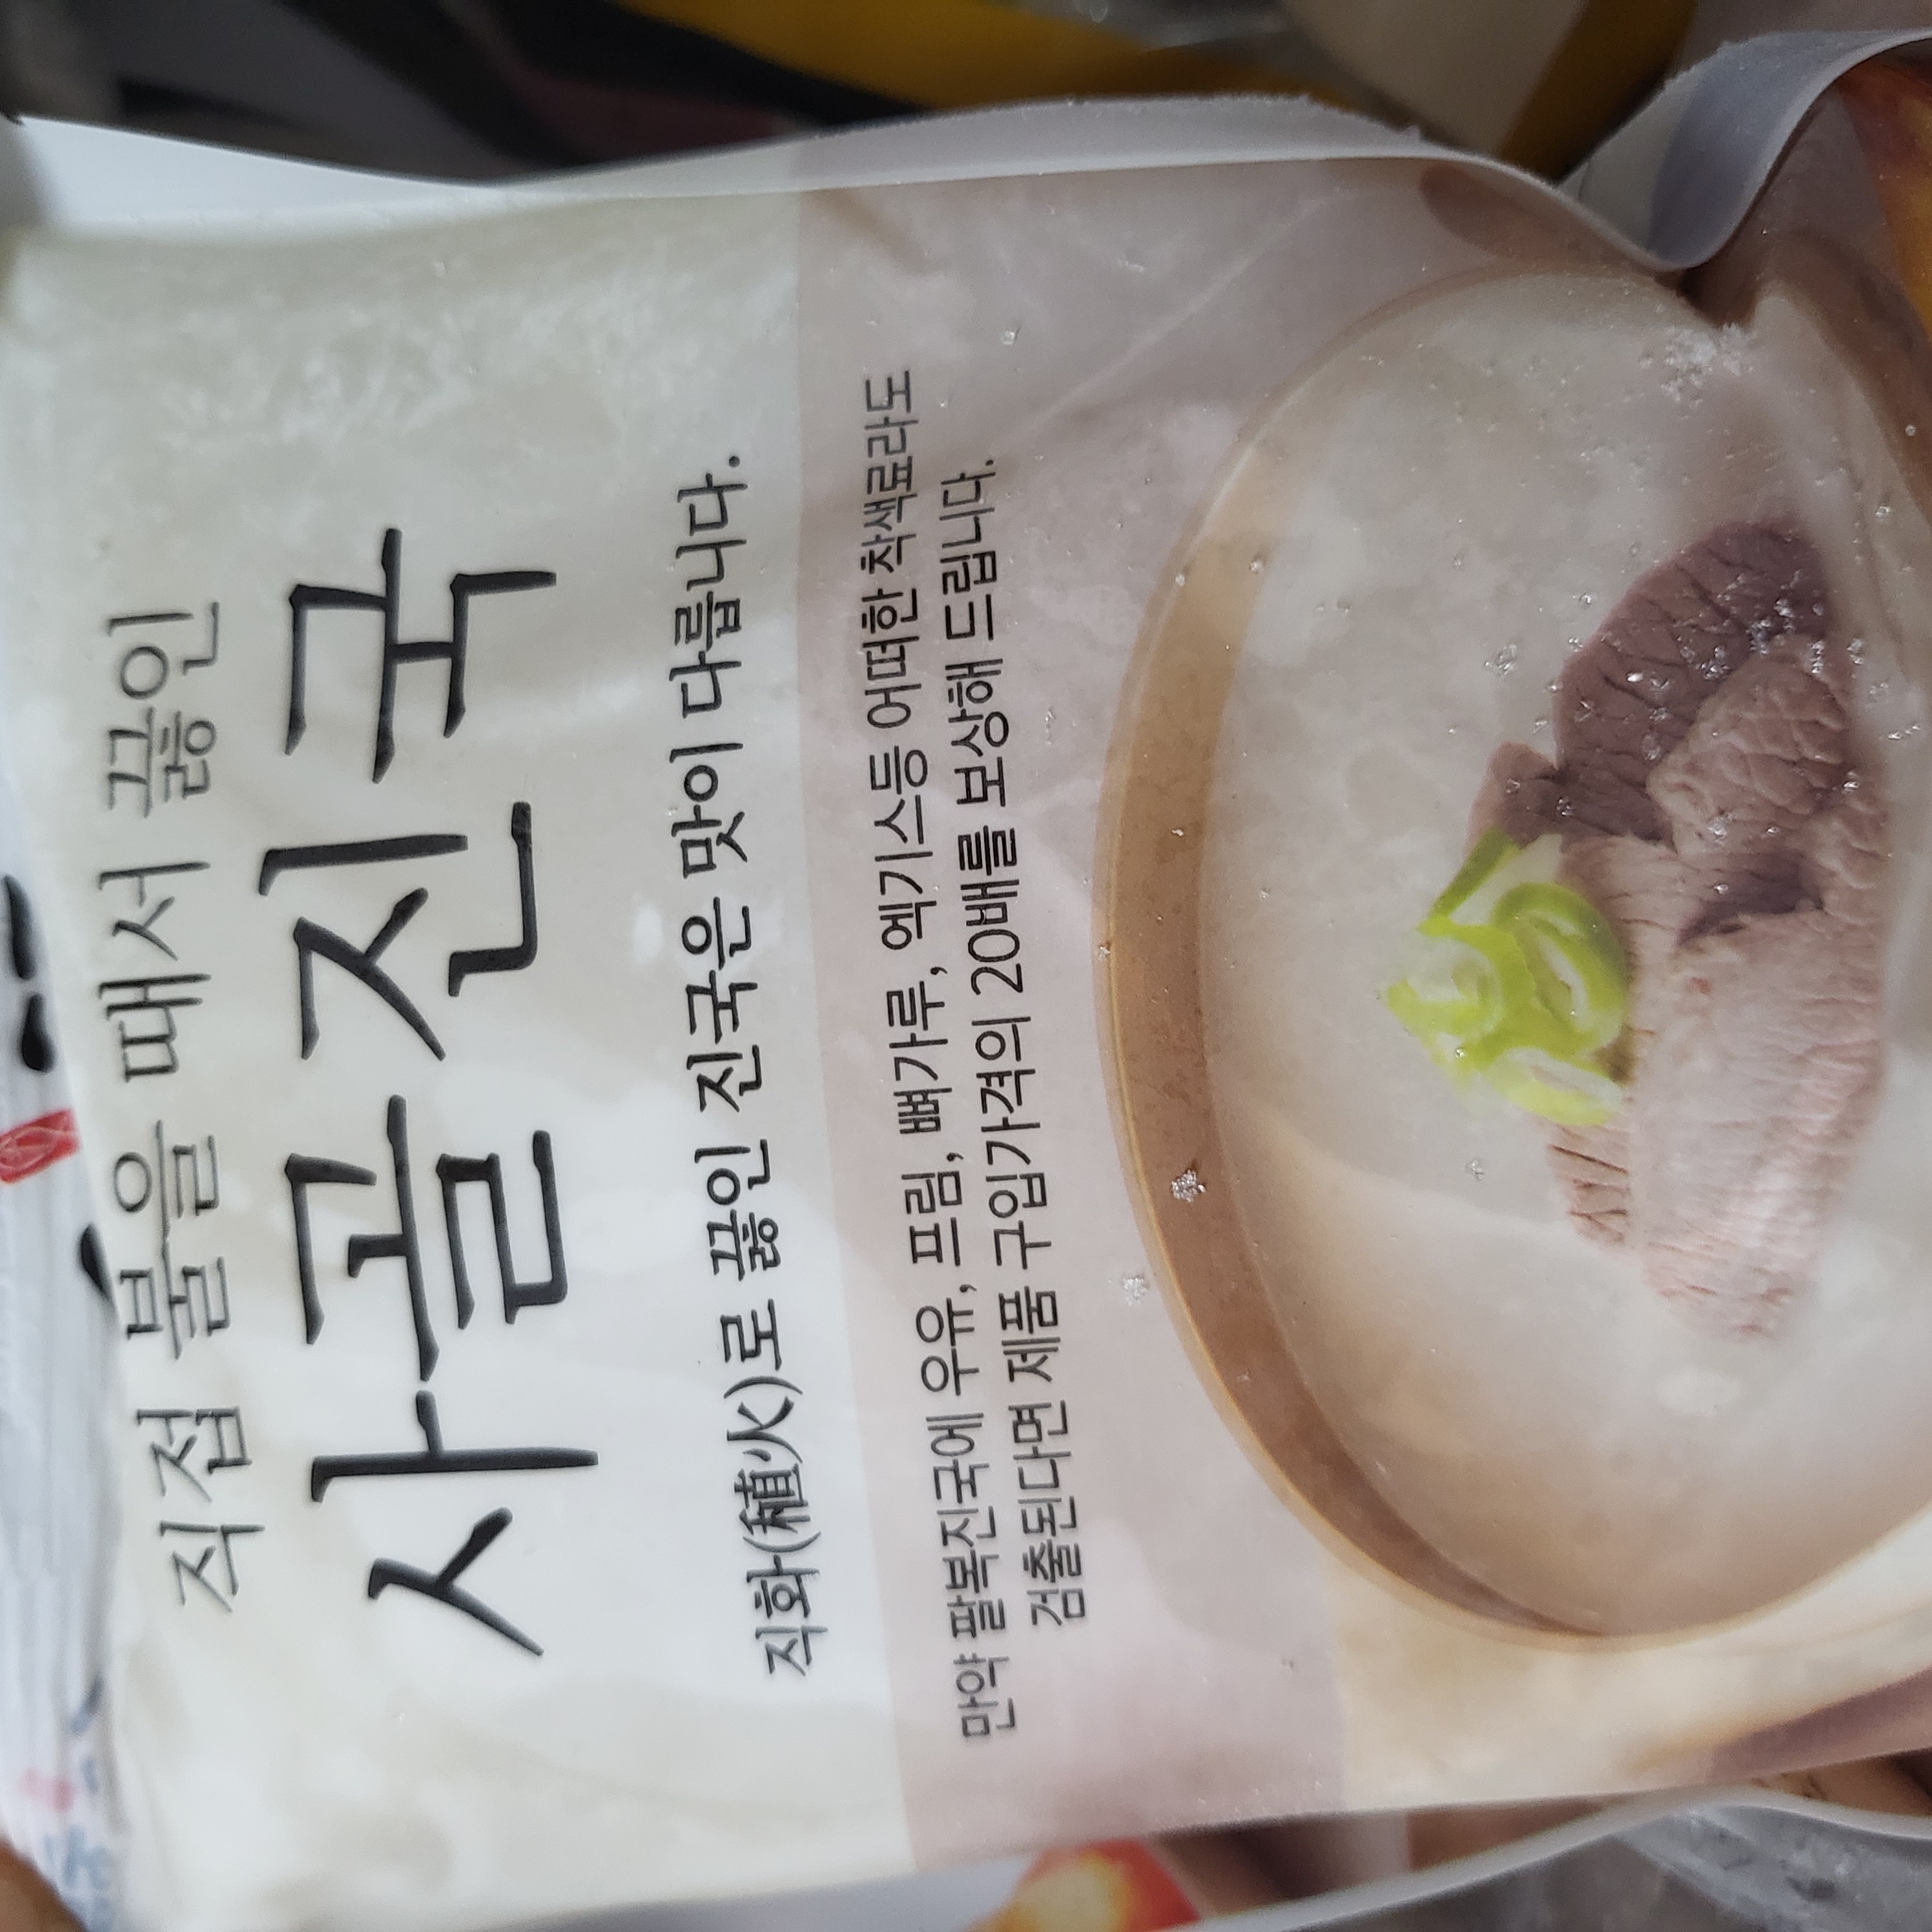 직접 불을 때서 끓인
사골진국
직화(稙火)로 끓인 진국은 맛이 다릅니다.
만약 팔복진국에 우유, 프림, 뼈가루, 엑기스등 어떠한 착색료라도
검출된다면 제품 구입가격의 20배를 보상해 드립니다.